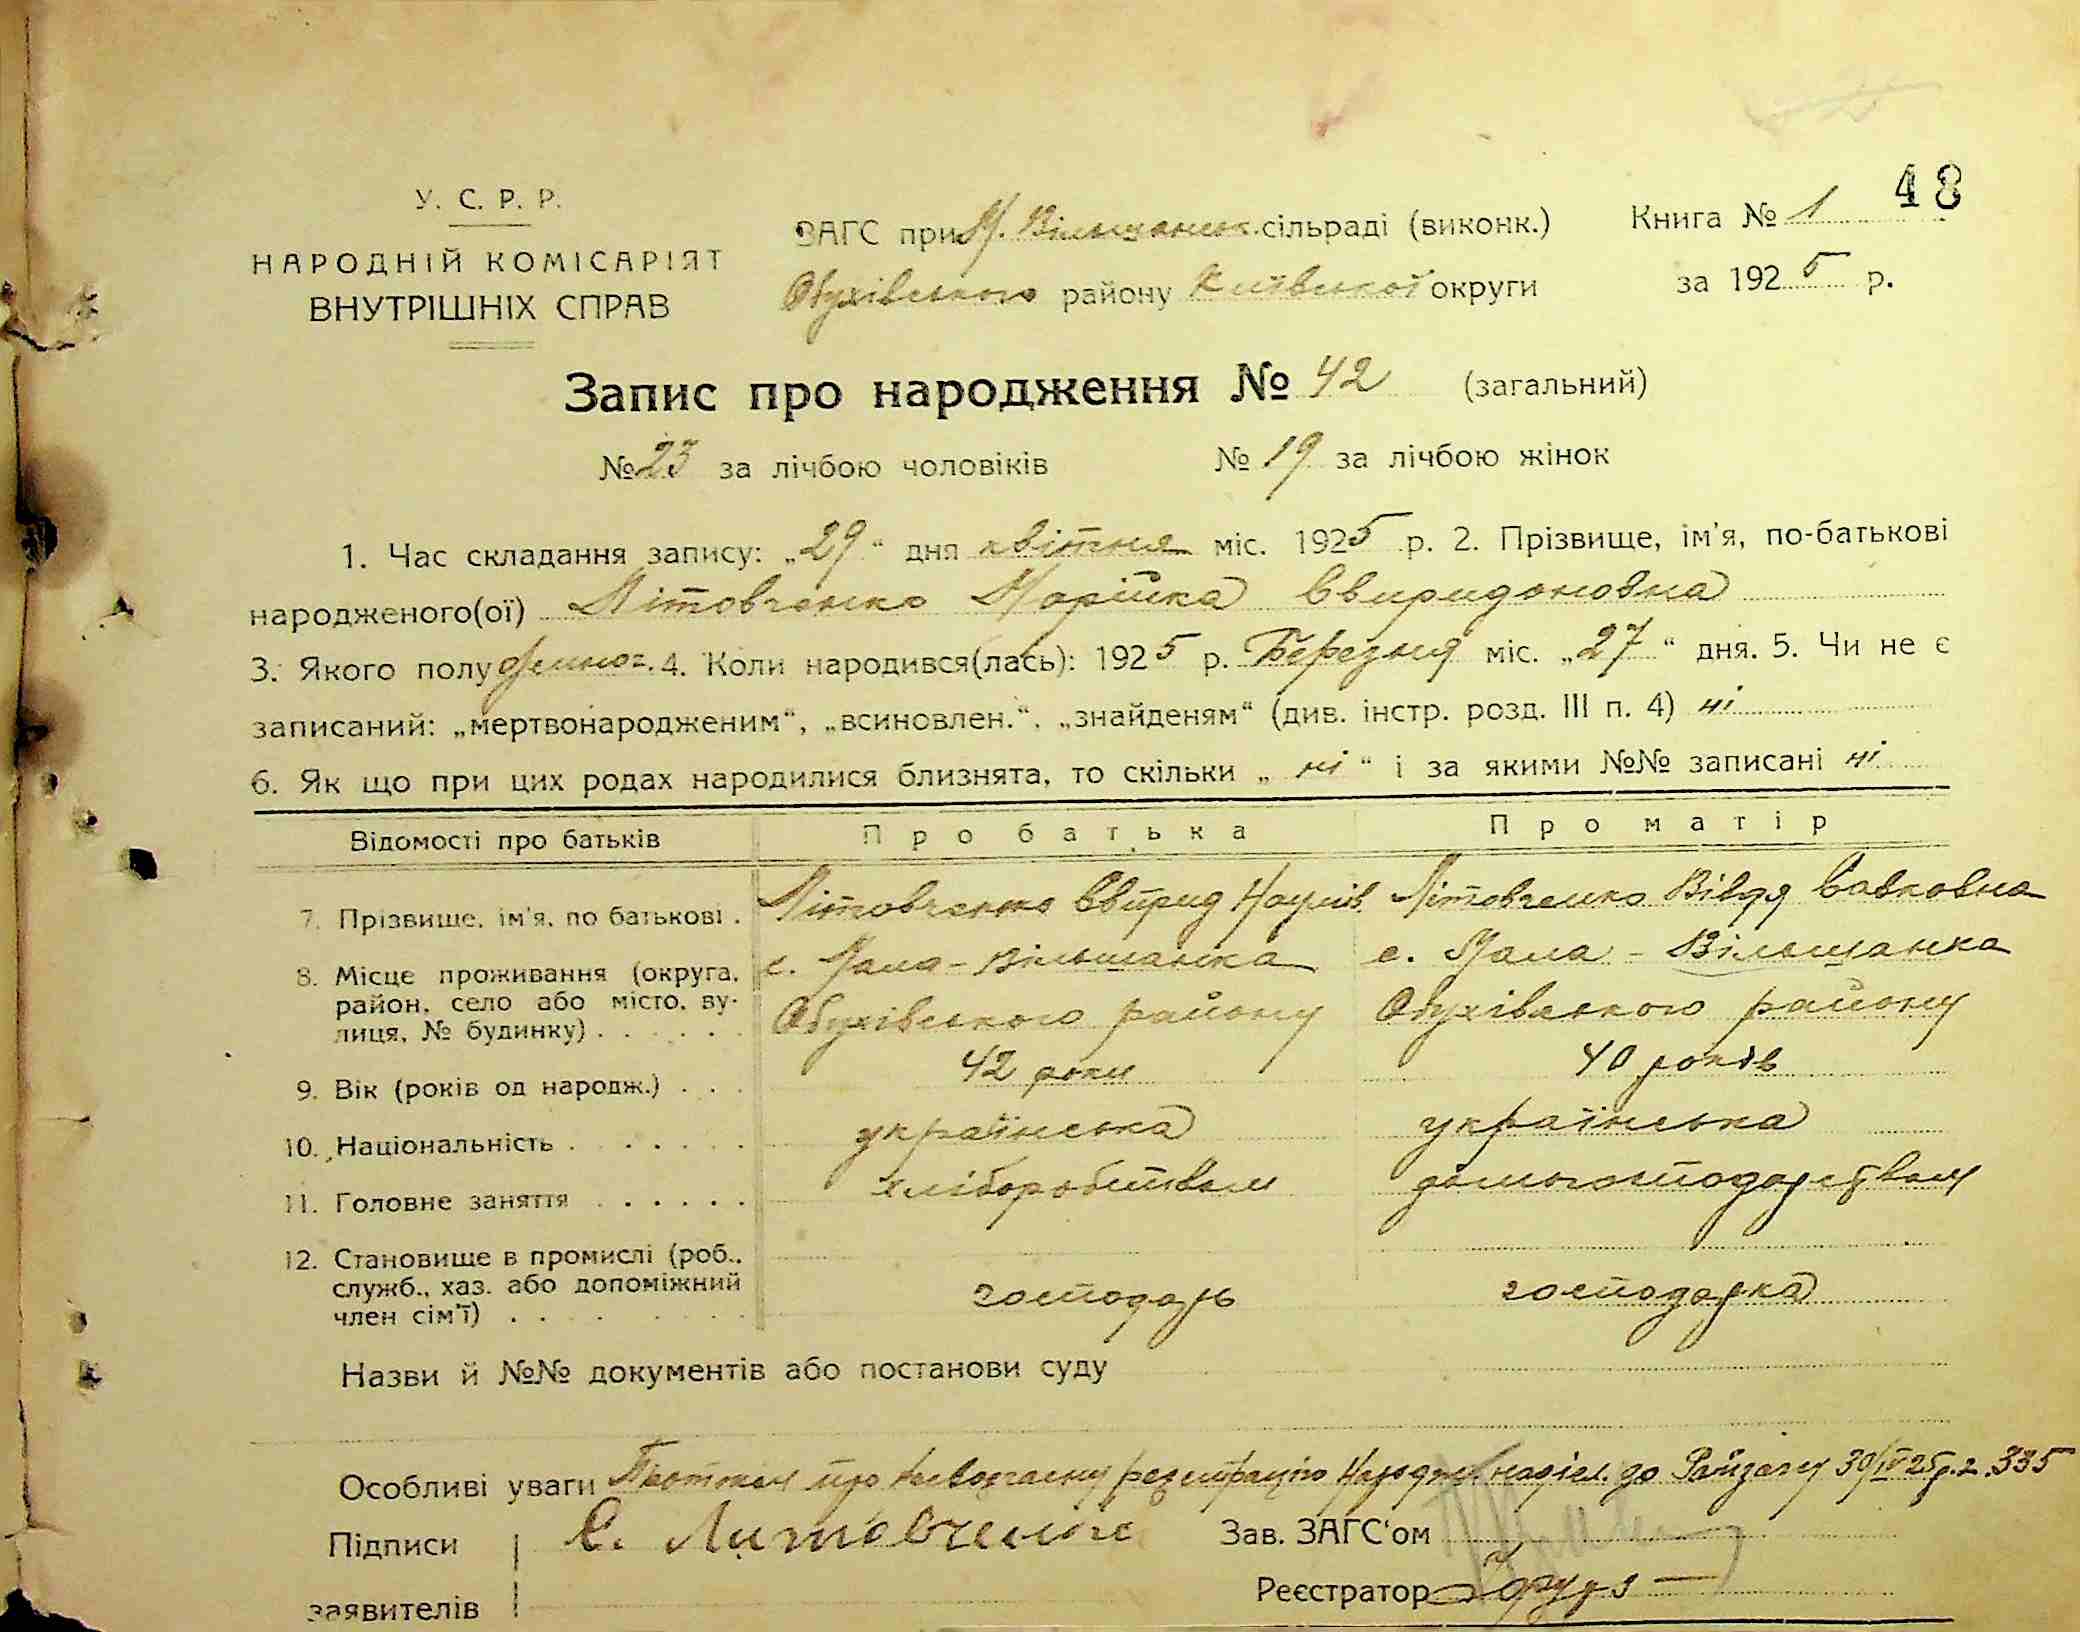 48
У. С. Р. Р.
НАРОДНІЙ КОМІСАРІЯТ
ВНУТРІШНІХ СПРАВ
ЗАГС при М. Вільшанськ. сільраді (виконк.)
Обухівського району Київської округи
Книга № 1
за 1925 р.
Запис про народження № 42 (загальний)
№ 23 за лічбою чоловіків № 19 за лічбою жінок
1. Час складання запису: „29“ дня квітня міс. 1925 р. 2. Прізвище, ім'я, по-батькові
народженого(ої) Літовченко Марійка Свиридоновна
3. Якого полу жіноч. 4. Коли народився(лась): 1925 р. Березня міс. „27“ дня. 5. Чи не є
записаний: „мертвонародженим“, „всиновлен.“, „знайденям“ (див. інстр. розд. III п. 4) ні
6. Як що при цих родах народилися близнята, то скільки „ ні “ і за якими №№ записані ні
Відомости про батьків Про батька Про матір
7. Прізвище, ім'я, по батькові . Літовченко Свирид Наумів. Літовченко Вівдя Савковна
8. Місце проживання (округа, район, село або місто, вулиця, № будинку) . . . . . с. Мала-Вільшанка Обухівського району с. Мала-Вільшанка Обухівського району
9. Вік (років од народж.) . . . 42 роки 40 років
10. Національність . . . . . . . українська українська
11. Головне заняття . . . . . . хліборобством домогосподарством
12. Становище в промислі (роб., служб., хаз. або допоміжний член сім'ї) . . . . . . господарь господарка
Назви й №№ документів або постанови суду
Особливі уваги Протокол про несвоєчасну регістрацію народж. надісл. до Райзагсу 30/IV 25р. 335
Підписи С. Литовченко Зав. ЗАГС'ом
заявителів Реєстратор